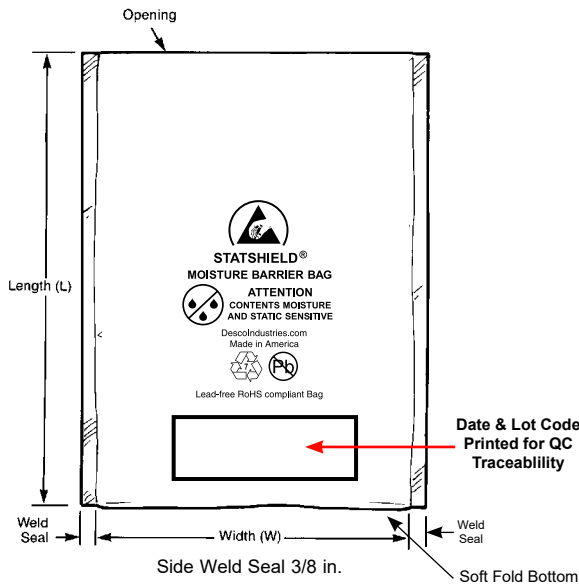 Opening
STATSHIELD®
MOISTURE BARRIER BAG
ATTENTION
CONTENTS MOISTURE
AND STATIC SENSITIVE
Length (L)
DescoIndustries.com
Made in America
7
Pb
Lead-free RoHS compliant Bag
Date & Lot Code
Printed for QC
Traceablility
Weld
Seal
Width (W)
Weld
Seal
Side Weld Seal 3/8 in.
Soft Fold Bottom